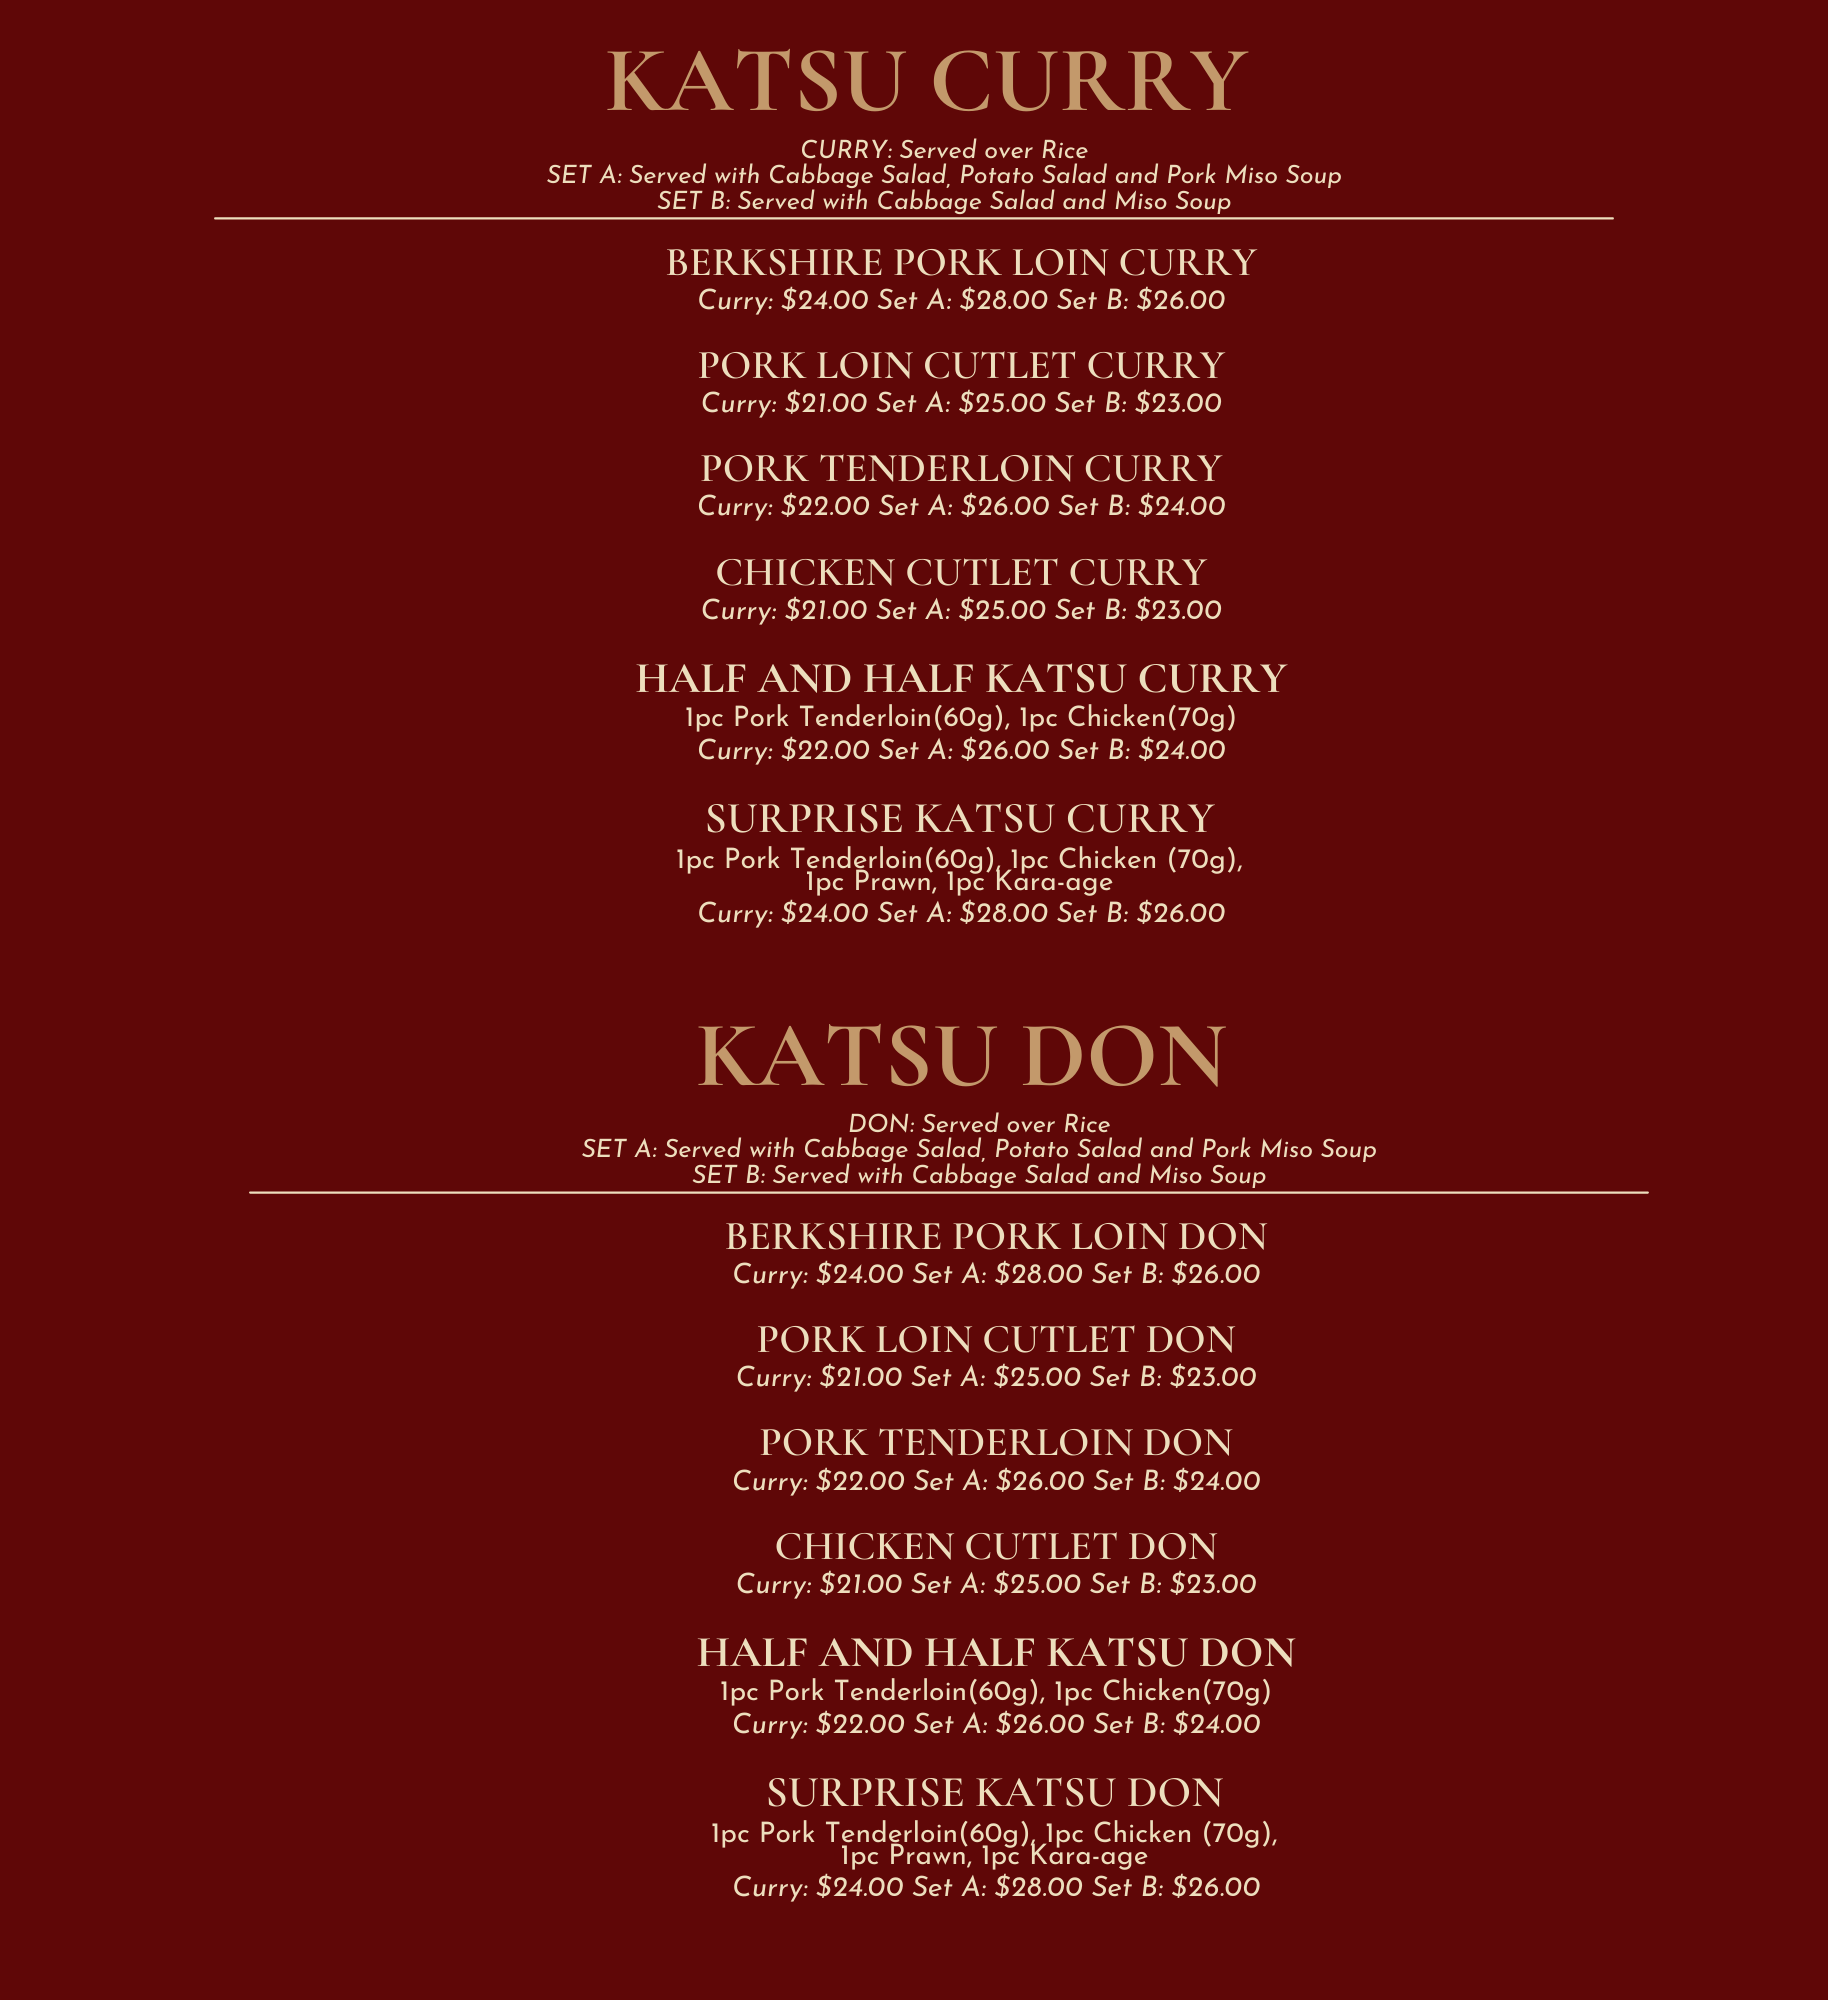 KATSU CURRY
CURRY: Served over Rice
SET A: Served with Cabbage Salad, Potato Salad and Pork Miso Soup
SET B: Served with Cabbage Salad and Miso Soup
BERKSHIRE PORK LOIN CURRY
Curry: $24.00 Set A: $28.00 Set B: $26.00
PORK LOIN CUTLET CURRY
Curry: $21.00 Set A: $25.00 Set B: $23.00
PORK TENDERLOIN CURRY
Curry: $22.00 Set A: $26.00 Set B: $24.00
CHICKEN CUTLET CURRY
Curry: $21.00 Set A: $25.00 Set B: $23.00
HALF AND HALF KATSU CURRY
1pc Pork Tenderloin(60g), 1pc Chicken(70g)
Curry: $22.00 Set A: $26.00 Set B: $24.00
SURPRISE KATSU CURRY
1pc Pork Tenderloin(60g), 1pc Chicken (70g),
1pc Prawn, 1pc Kara-age
Curry: $24.00 Set A: $28.00 Set B: $26.00
KATSU DON
DON: Served over Rice
SET A: Served with Cabbage Salad, Potato Salad and Pork Miso Soup
SET B: Served with Cabbage Salad and Miso Soup
BERKSHIRE PORK LOIN DON
Curry: $24.00 Set A: $28.00 Set B: $26.00
PORK LOIN CUTLET DON
Curry: $21.00 Set A: $25.00 Set B: $23.00
PORK TENDERLOIN DON
Curry: $22.00 Set A: $26.00 Set B: $24.00
CHICKEN CUTLET DON
Curry: $21.00 Set A: $25.00 Set B: $23.00
HALF AND HALF KATSU DON
1pc Pork Tenderloin(60g), 1pc Chicken(70g)
Curry: $22.00 Set A: $26.00 Set B: $24.00
SURPRISE KATSU DON
1pc Pork Tenderloin(60g), 1pc Chicken (70g),
1pc Prawn, 1pc Kara-age
Curry: $24.00 Set A: $28.00 Set B: $26.00